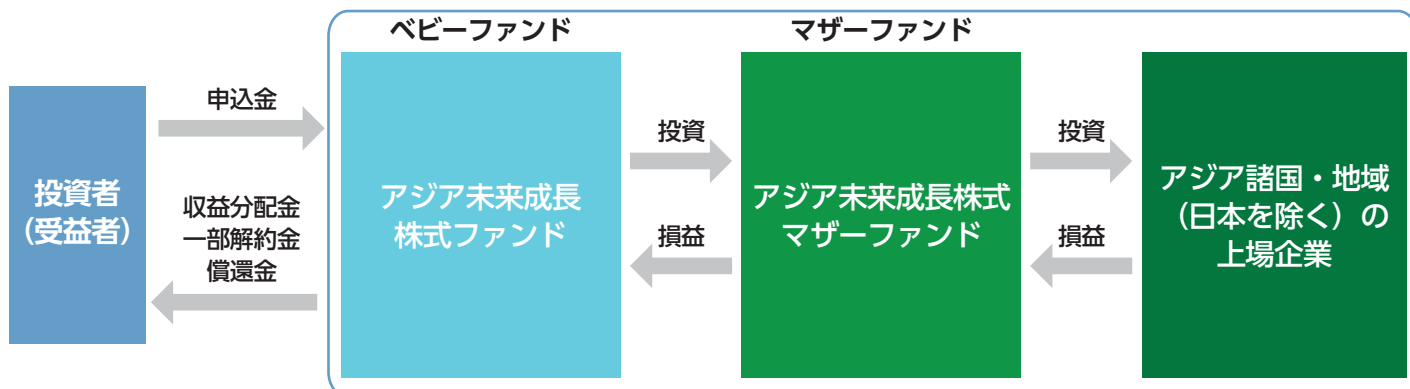 ベビーファンド
マザーファンド
投資者
(受益者)
申込金
収益分配金
一部解約金
償還金
アジア未来成長
株式ファンド
投資
損益
アジア未来成長株式
マザーファンド
投資
損益
アジア諸国・地域
（日本を除く）の
上場企業